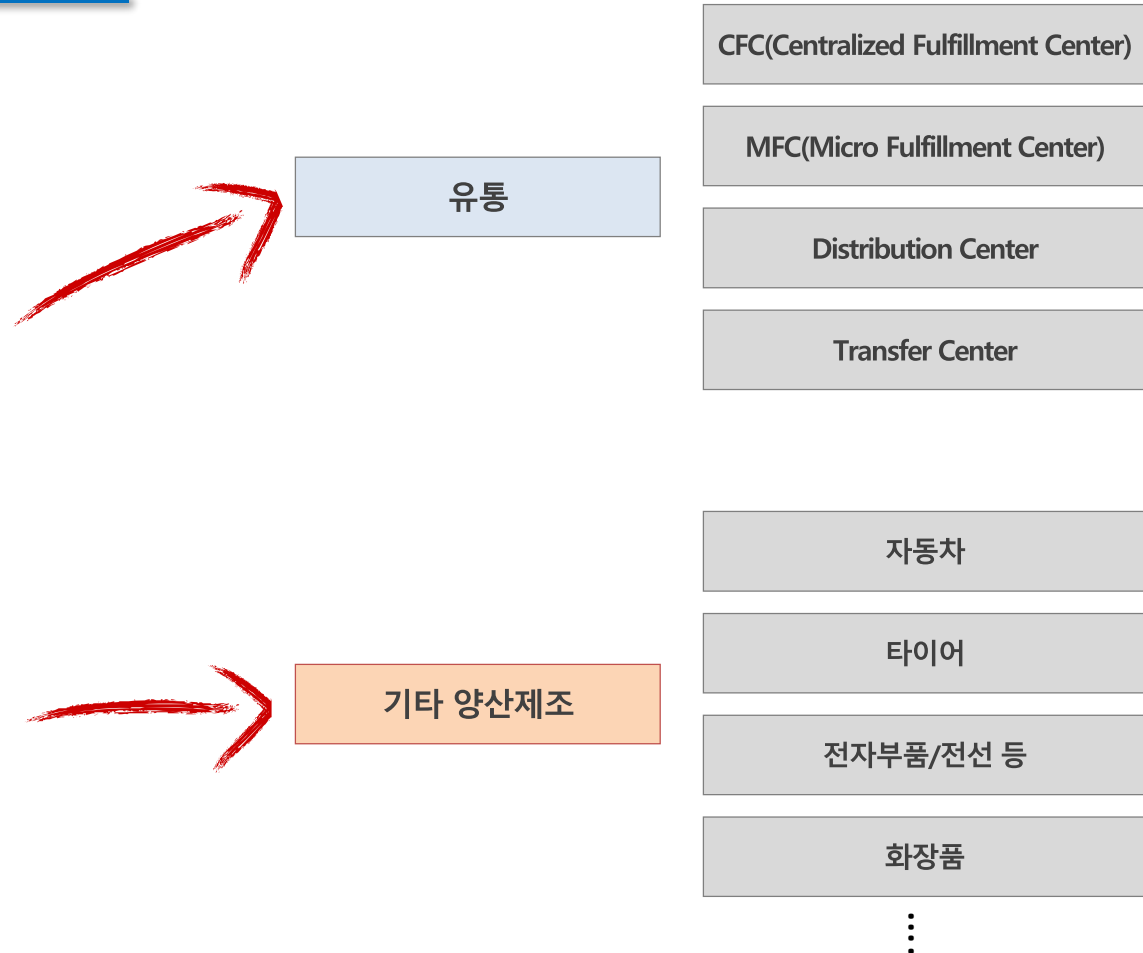 CFC(Centralized Fulfillment Center)
MFC(Micro Fulfillment Center)
유통
Distribution Center
Transfer Center
자동차
타이어
기타 양산제조
전자부품/전선 등
화장품